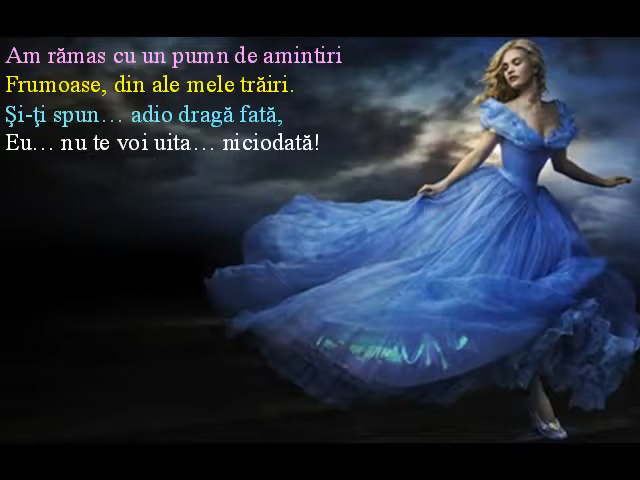 Am rămas cu un pumn de amintiri
Frumoase, din ale mele trăiri.
Şi-ţi spun… adio dragă fată,
Eu… nu te voi uita… niciodată!